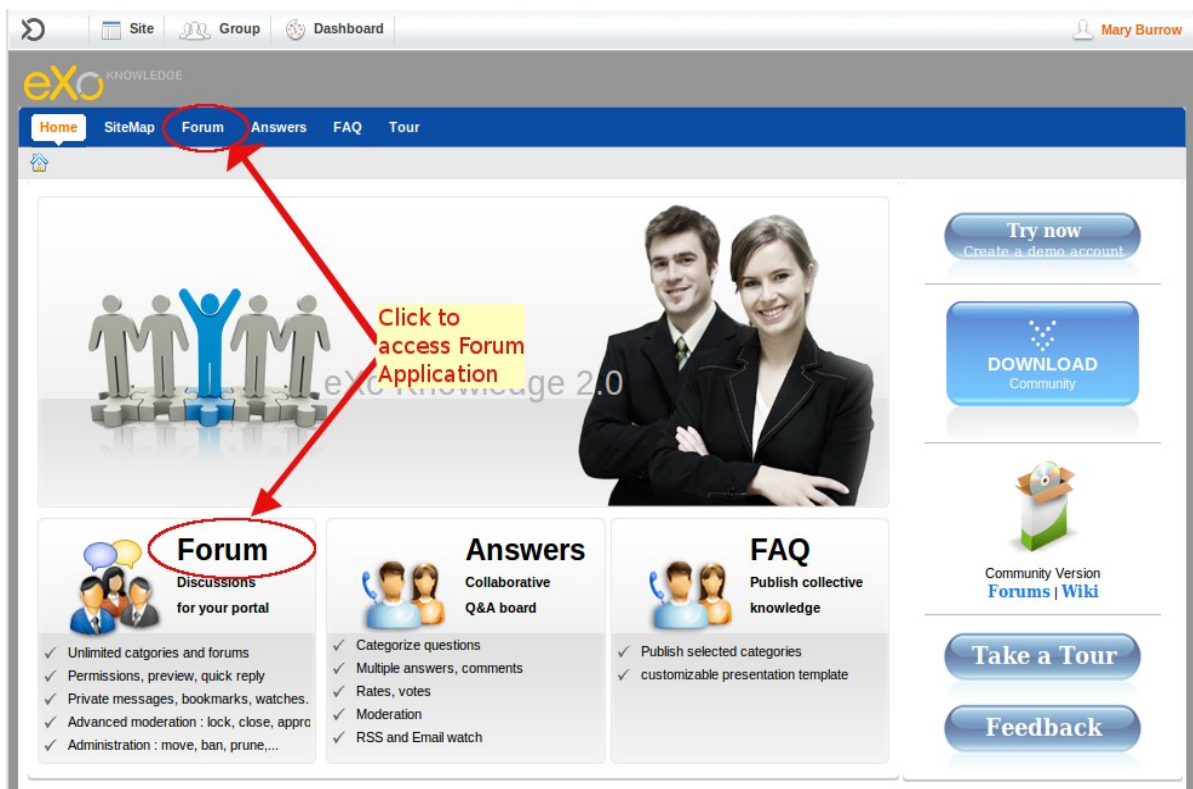 Site Group Dashboard Mary Burrow
eXo KNOWLEDGE
Home SiteMap Forum Answers FAQ Tour
Try now
Create a demo account
Click to
access Forum
Application
eXo Knowledge 2.0
DOWNLOAD
Community
Community Version
Forums | Wiki
Take a Tour
Feedback
Forum
Discussions
for your portal
Unlimited catgories and forums
Permissions, preview, quick reply
Private messages, bookmarks, watches.
Advanced moderation : lock, close, appro
Administration : move, ban, prune,...
Answers
Collaborative
Q&A board
Categorize questions
Multiple answers, comments
Rates, votes
Moderation
RSS and Email watch
FAQ
Publish collective
knowledge
Publish selected categories
customizable presentation template